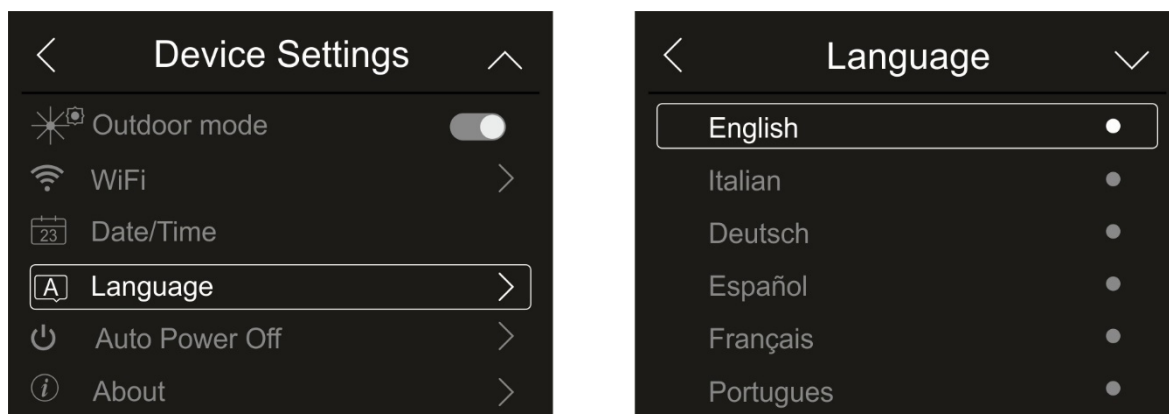 Device Settings
Outdoor mode
WiFi
23 Date/Time
A Language
Auto Power Off
i About
Language
English
Italian
Deutsch
Español
Français
Portugues